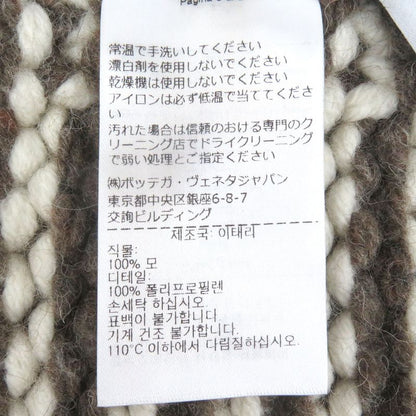 Pagina
常温で手洗いしてください
漂白剤を使用しないでください
乾燥機は使用しないでください
アイロンは必ず低温で当ててくださ
い
汚れた場合は信頼のおける専門のク
リーニング店でドライクリーニング
で弱い処理とご指定ください
㈱ボッテガ・ヴェネタジャパン
東京都中央区銀座6-8-7
交詢ビルディング
제조국: 이태리
직물:
100% 모
디테일:
100% 폴리프로필렌
손세탁 하십시오.
표백이 불가합니다.
기계 건조 불가합니다.
110°C 이하에서 다림질하십시오